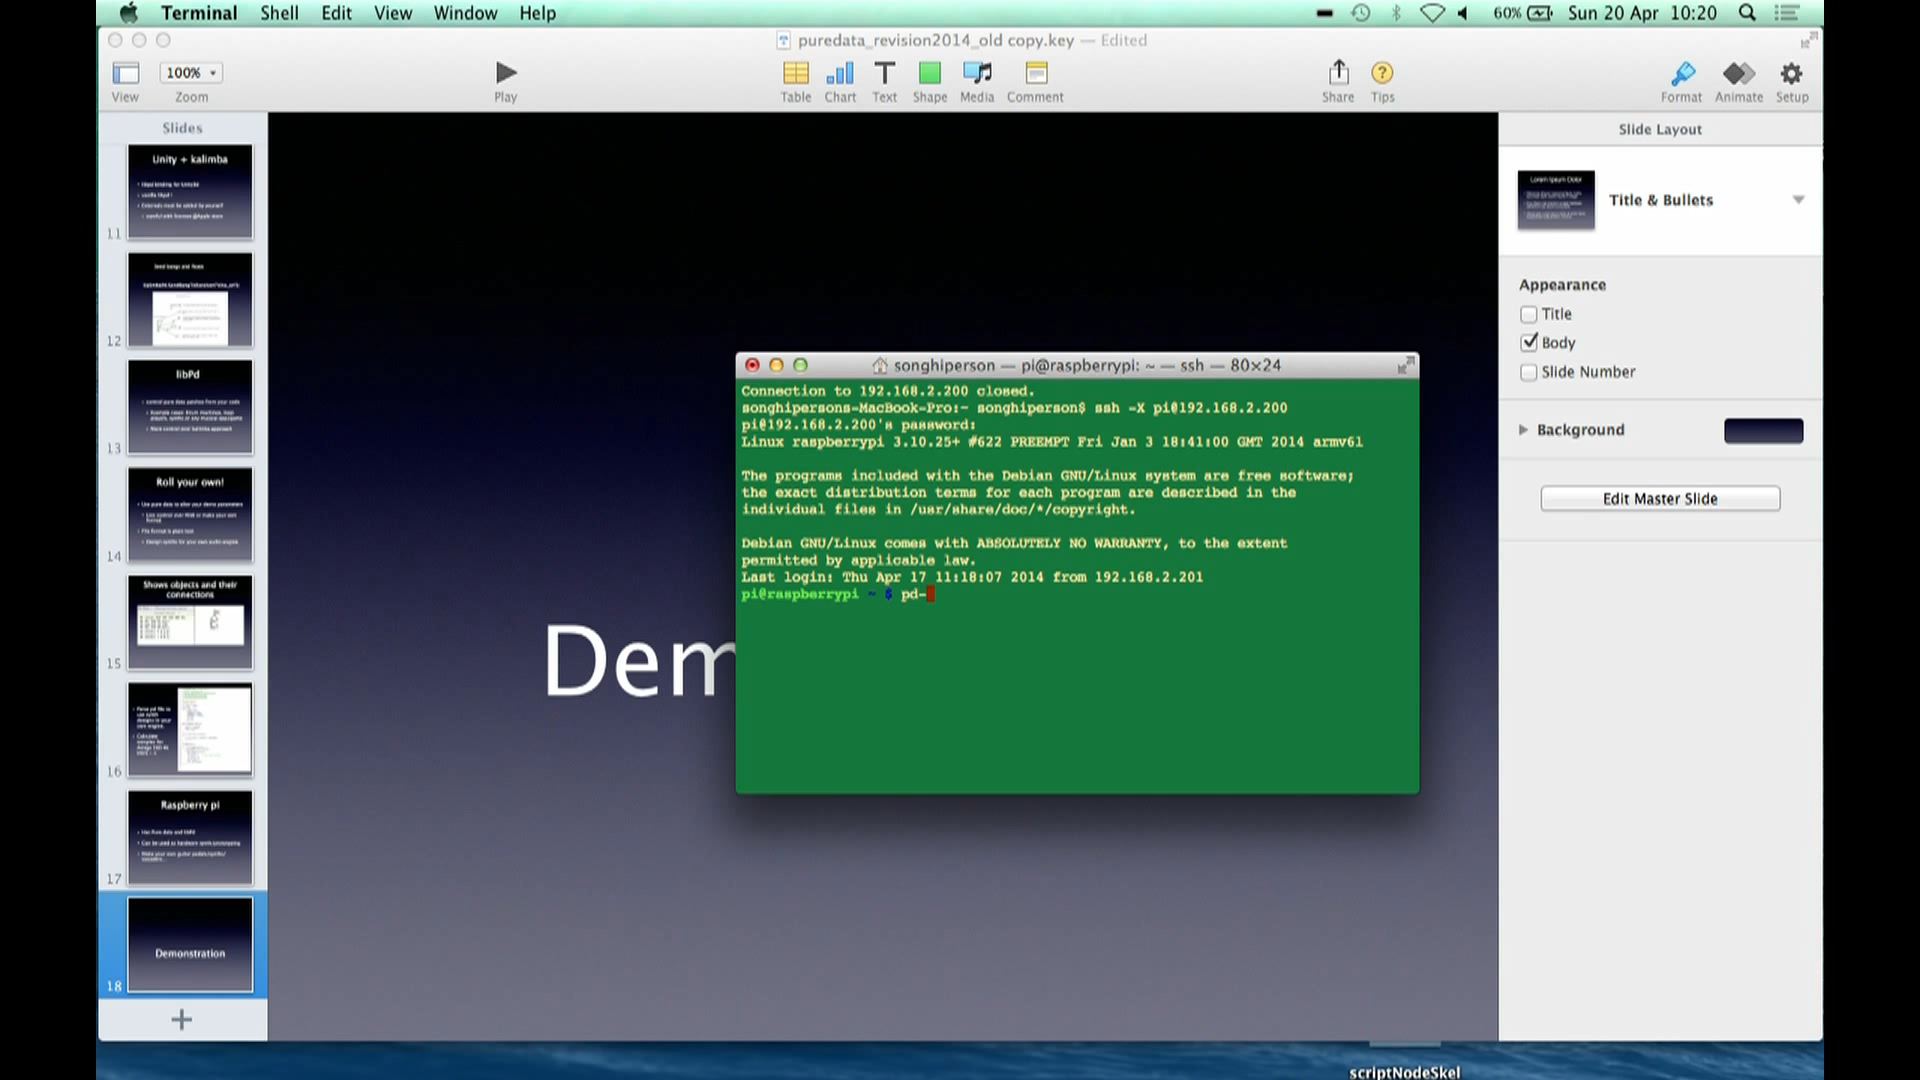 Terminal Shell Edit View Window Help
60% Sun 20 Apr 10:20
puredata_revision2014_old copy.key — Edited
100%
View Zoom Play Table Chart Text Shape Media Comment Share Tips Format Animate Setup
Slides
Unity + kalimba
11
12
libPd
13
Roll your own!
14
Shows objects and their
connections
15
16
Raspberry pi
17
Demonstration
18
Dem
songhiperson — pi@raspberrypi: ~ — ssh — 80×24
Connection to 192.168.2.200 closed.
songhipersons-MacBook-Pro:~ songhiperson$ ssh -X pi@192.168.2.200
pi@192.168.2.200's password:
Linux raspberrypi 3.10.25+ #622 PREEMPT Fri Jan 3 18:41:00 GMT 2014 armv6l
The programs included with the Debian GNU/Linux system are free software;
the exact distribution terms for each program are described in the
individual files in /usr/share/doc/*/copyright.
Debian GNU/Linux comes with ABSOLUTELY NO WARRANTY, to the extent
permitted by applicable law.
Last login: Thu Apr 17 11:18:07 2014 from 192.168.2.201
pi@raspberrypi ~ $ pd-
Slide Layout
Title & Bullets
Appearance
Title
Body
Slide Number
Background
Edit Master Slide
scriptNodeSkel